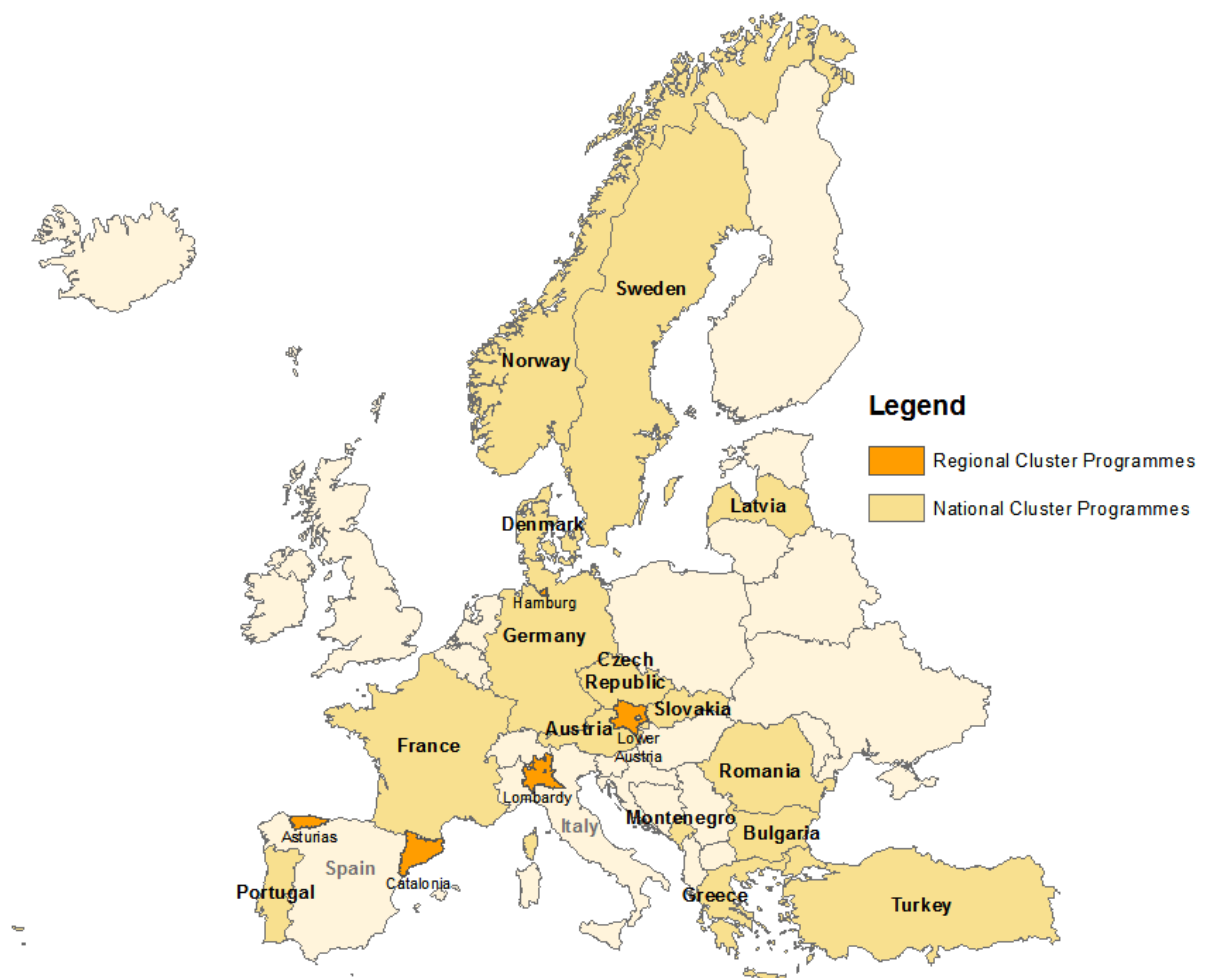 Sweden
Norway
Legend
Regional Cluster Programmes
National Cluster Programmes
Latvia
Denmark
Hamburg
Germany
Czech
Republic
Slovakia
Austria
Lower
Austria
France
Romania
Lombardy
Montenegro
Italy
Bulgaria
Asturias
Spain
Catalonia
Portugal
Greece
Turkey